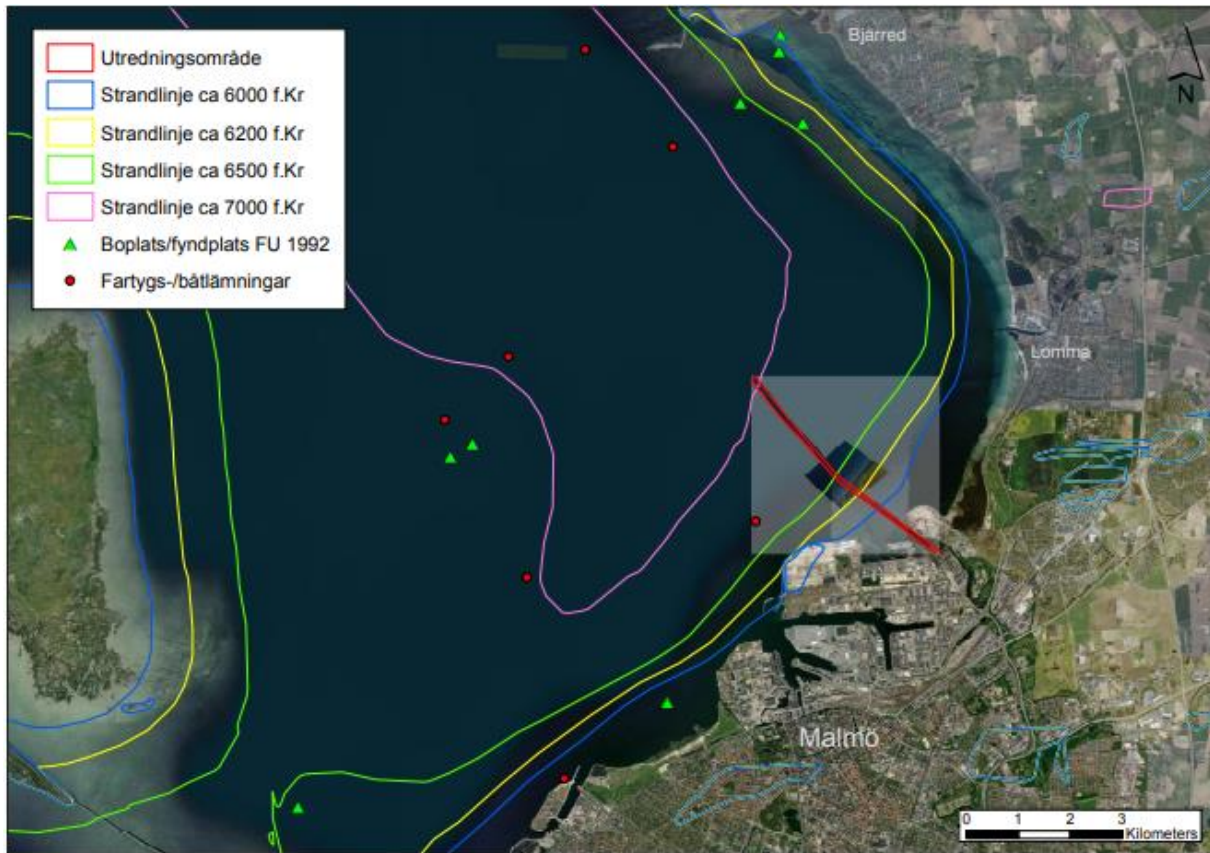 Utredningsområde
Strandlinje ca 6000 f.Kr
Strandlinje ca 6200 f.Kr
Strandlinje ca 6500 f.Kr
Strandlinje ca 7000 f.Kr
Boplats/fyndplats FU 1992
Fartygs-/båtlämningar
Bjärred
N
Lomma
Malmö
0 1 2 3
Kilometers